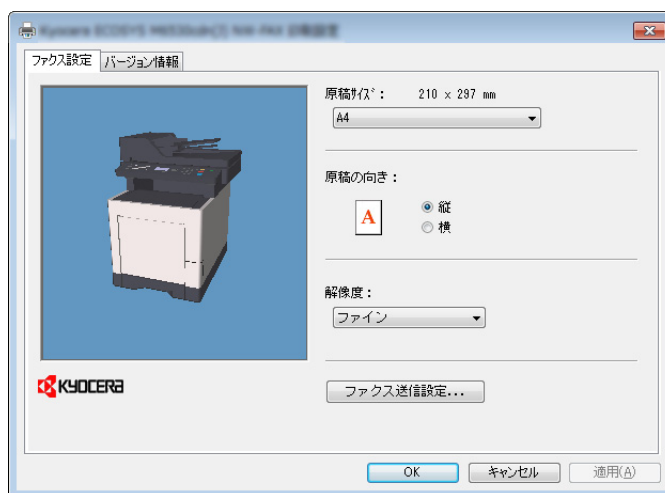 ファクス設定 バージョン情報
原稿サイズ： 210 x 297 mm
A4
原稿の向き：
A
縦
横
解像度：
ファイン
KYOCERA
ファクス送信設定...
OK キャンセル 適用(A)